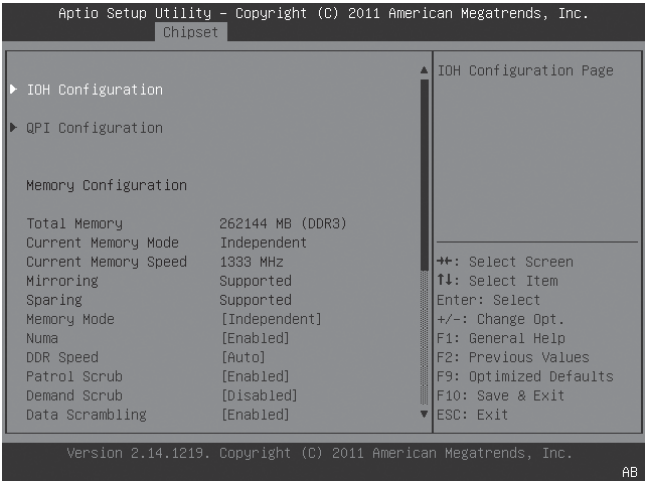 Aptio Setup Utility – Copyright (C) 2011 American Megatrends, Inc.
Chipset
IOH Configuration
QPI Configuration
Memory Configuration
Total Memory 262144 MB (DDR3)
Current Memory Mode Independent
Current Memory Speed 1333 MHz
Mirroring Supported
Sparing Supported
Memory Mode [Independent]
Numa [Enabled]
DDR Speed [Auto]
Patrol Scrub [Enabled]
Demand Scrub [Disabled]
Data Scrambling [Enabled]
IOH Configuration Page
→←: Select Screen
↑↓: Select Item
Enter: Select
+/-: Change Opt.
F1: General Help
F2: Previous Values
F9: Optimized Defaults
F10: Save & Exit
ESC: Exit
Version 2.14.1219. Copyright (C) 2011 American Megatrends, Inc.
AB